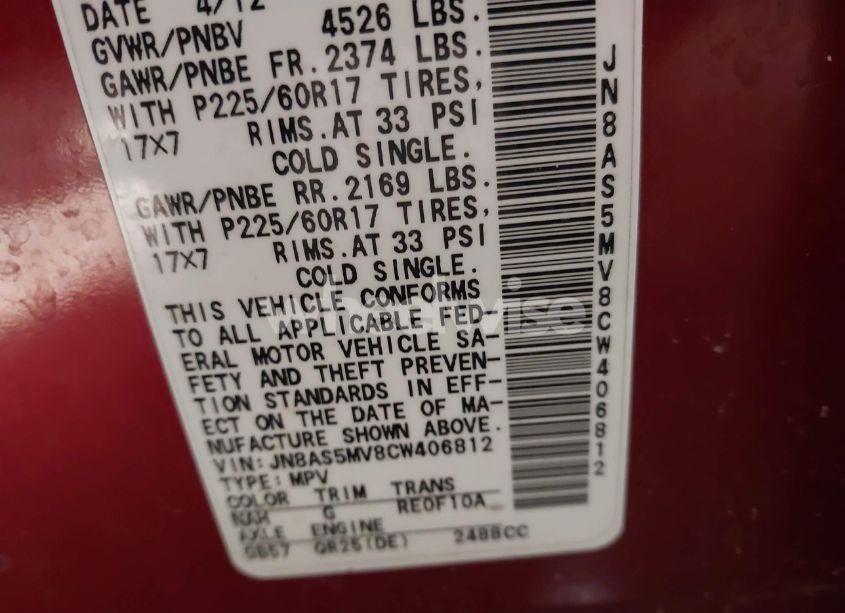 DATE 4/12
GVWR/PNBV 4526 LBS.
GAWR/PNBE FR. 2374 LBS.
WITH P225/60R17 TIRES,
17X7 RIMS. AT 33 PSI
COLD SINGLE.
GAWR/PNBE RR. 2169 LBS.
WITH P225/60R17 TIRES,
17X7 RIMS. AT 33 PSI
COLD SINGLE.
THIS VEHICLE CONFORMS
TO ALL APPLICABLE FED-
ERAL MOTOR VEHICLE SA-
FETY AND THEFT PREVEN-
TION STANDARDS IN EFF-
ECT ON THE DATE OF MA-
NUFACTURE SHOWN ABOVE.
VIN: JN8AS5MV8CW406812
TYPE: MPV
COLOR TRIM TRANS
NAH G RE0F10A
AXLE ENGINE
GB57 QR25(DE) 2488CC
JN8AS5MV8CW406812